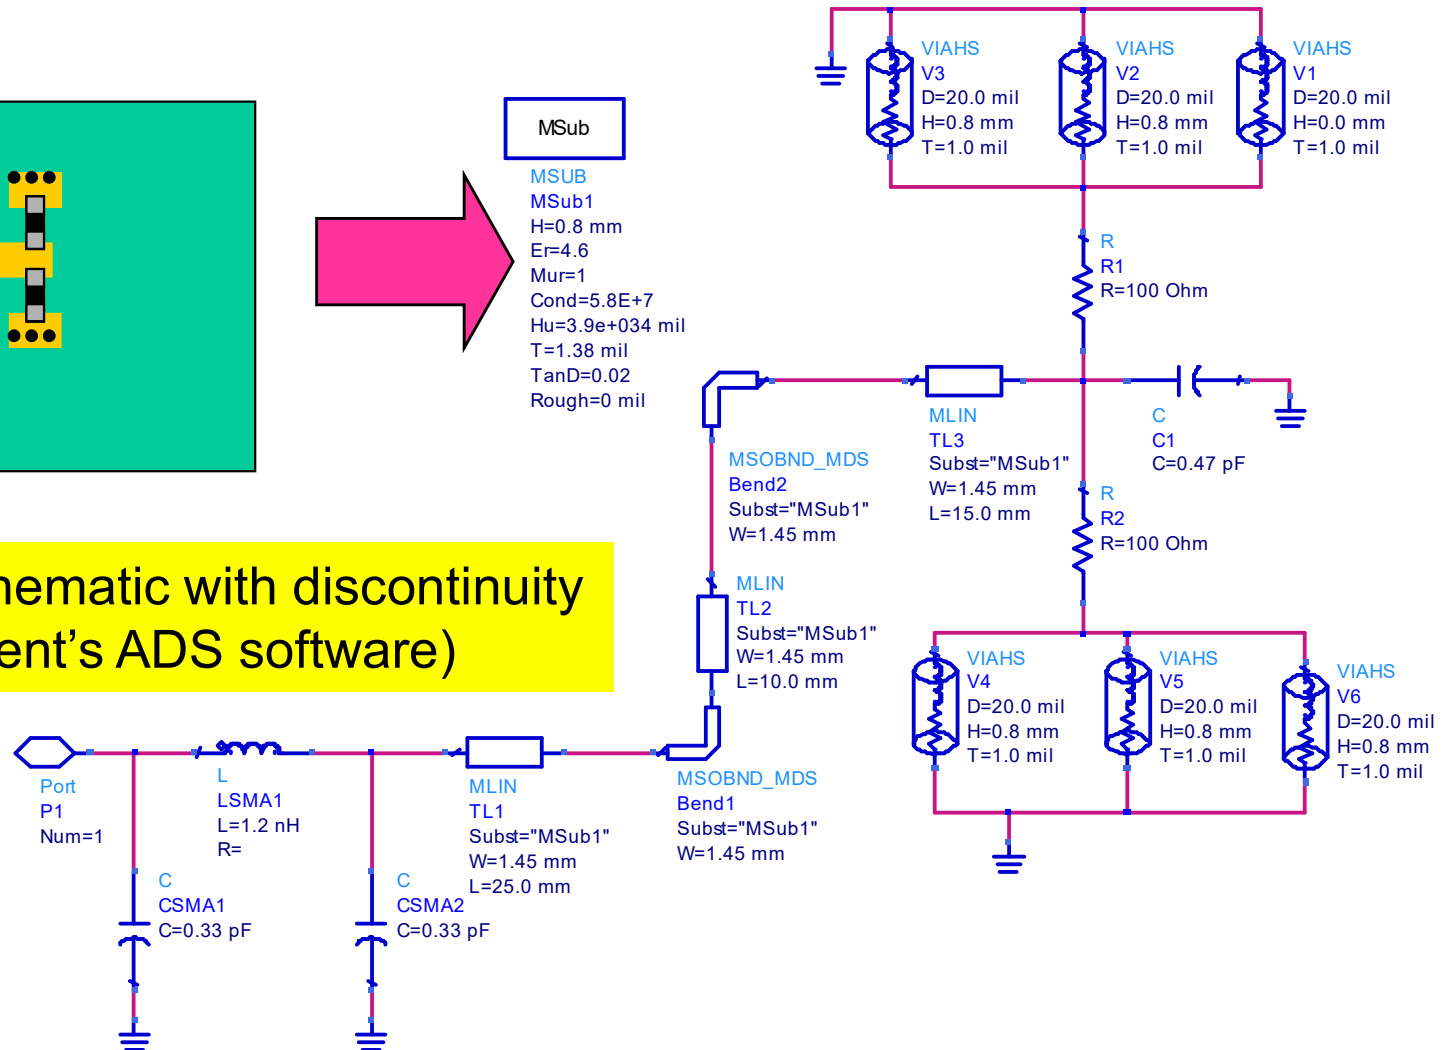 VIAHS
V3
D=20.0 mil
H=0.8 mm
T=1.0 mil
VIAHS
V2
D=20.0 mil
H=0.8 mm
T=1.0 mil
VIAHS
V1
D=20.0 mil
H=0.0 mm
T=1.0 mil
MSub
MSUB
MSub1
H=0.8 mm
Er=4.6
Mur=1
Cond=5.8E+7
Hu=3.9e+034 mil
T=1.38 mil
TanD=0.02
Rough=0 mil
R
R1
R=100 Ohm
MLIN
TL3
Subst="MSub1"
W=1.45 mm
L=15.0 mm
C
C1
C=0.47 pF
MSOBND_MDS
Bend2
Subst="MSub1"
W=1.45 mm
R
R2
R=100 Ohm
hematic with discontinuity
ent's ADS software)
MLIN
TL2
Subst="MSub1"
W=1.45 mm
L=10.0 mm
VIAHS
V4
D=20.0 mil
H=0.8 mm
T=1.0 mil
VIAHS
V5
D=20.0 mil
H=0.8 mm
T=1.0 mil
VIAHS
V6
D=20.0 mil
H=0.8 mm
T=1.0 mil
Port
P1
Num=1
L
LSMA1
L=1.2 nH
R=
MLIN
TL1
Subst="MSub1"
W=1.45 mm
L=25.0 mm
MSOBND_MDS
Bend1
Subst="MSub1"
W=1.45 mm
C
CSMA1
C=0.33 pF
C
CSMA2
C=0.33 pF